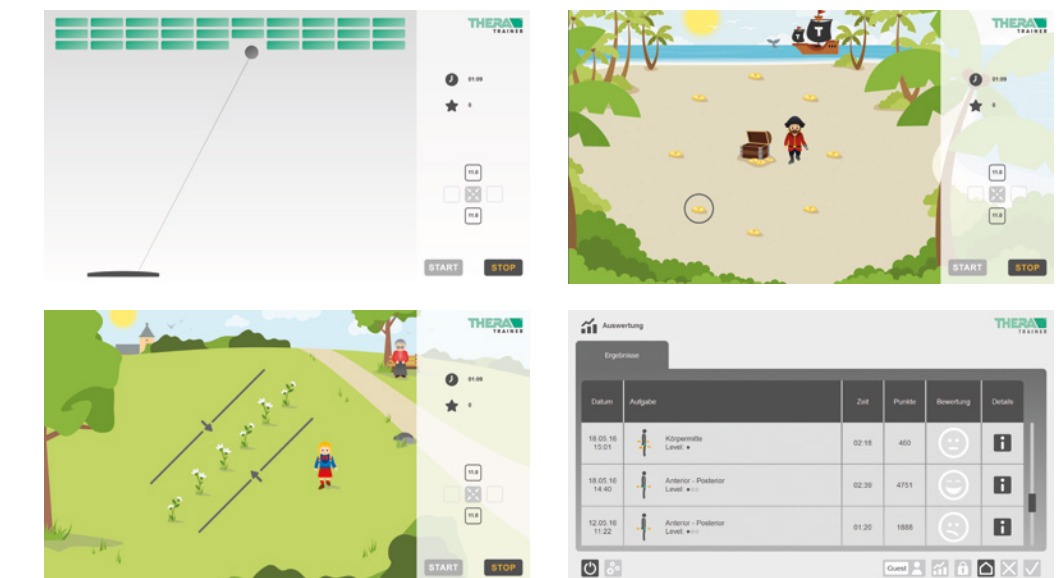 THERA
TRAINER
01:09
0
11.0
11.0
START STOP
THERA
TRAINER
T
01:09
0
11.0
11.0
START STOP
THERA
TRAINER
01:09
0
11.0
11.0
START STOP
Auswertung
THERA
TRAINER
Ergebnisse
Datum Aufgabe Zeit Punkte Bewertung Details
18.05.16
15:01
Körpermitte
Level:
02:18 460
18.05.16
14:40
Anterior - Posterior
Level:
02:39 4751
12.05.16
11:22
Anterior - Posterior
Level:
01:20 1888
Guest